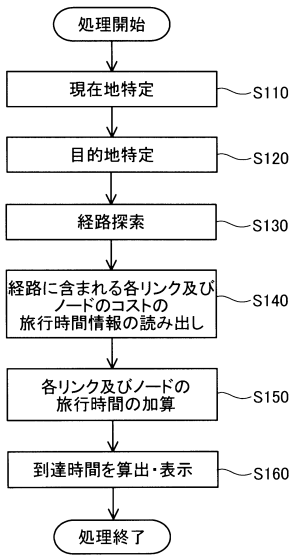 処理開始
現在地特定
S110
目的地特定
S120
経路探索
S130
経路に含まれる各リンク及び
ノードのコストの
旅行時間情報の読み出し
S140
各リンク及びノードの
旅行時間の加算
S150
到達時間を算出・表示
S160
処理終了